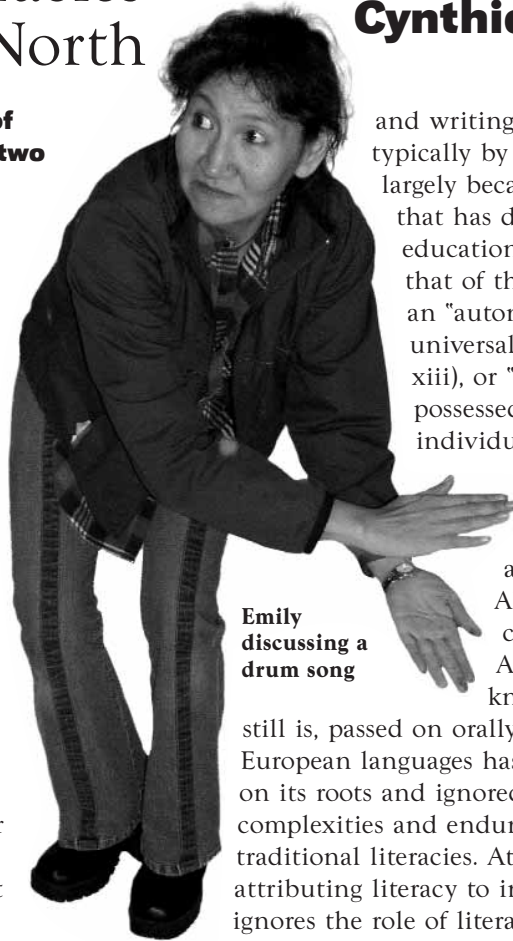 North
Cynthi
of
two
and writing
typically by
largely beca
that has d
education
that of th
an "autor
universal
xiii), or "
possessed
individu
a
A
c
A
kn
still is, passed on orally
European languages has
on its roots and ignored
complexities and endur
traditional literacies. At
attributing literacy to in
ignores the role of litera
Emily
discussing a
drum song
r
t